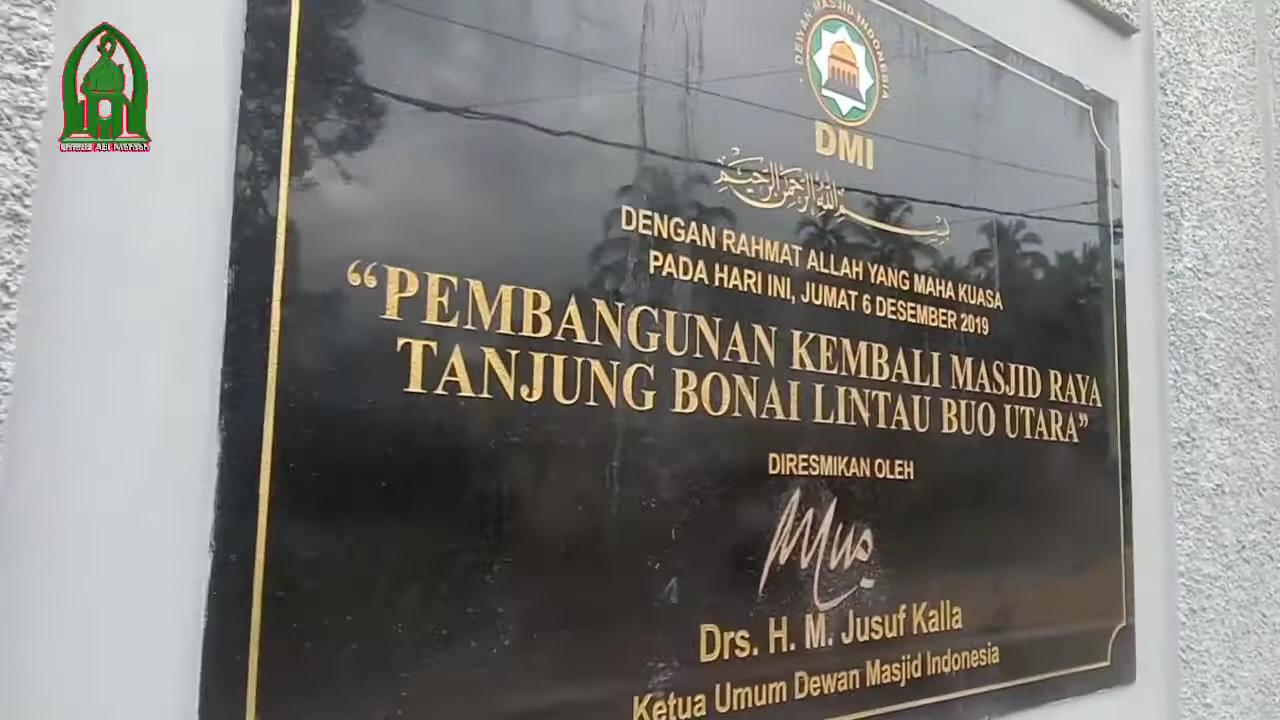 DEWAN MASJID INDONESIA
DMI
بسم الله الرحمن الرحيم
DENGAN RAHMAT ALLAH YANG MAHA KUASA
PADA HARI INI, JUMAT 6 DESEMBER 2019
“PEMBANGUNAN KEMBALI MASJID RAYA
TANJUNG BONAI LINTAU BUO UTARA”
DIRESMIKAN OLEH
Drs. H. M. Jusuf Kalla
Ketua Umum Dewan Masjid Indonesia